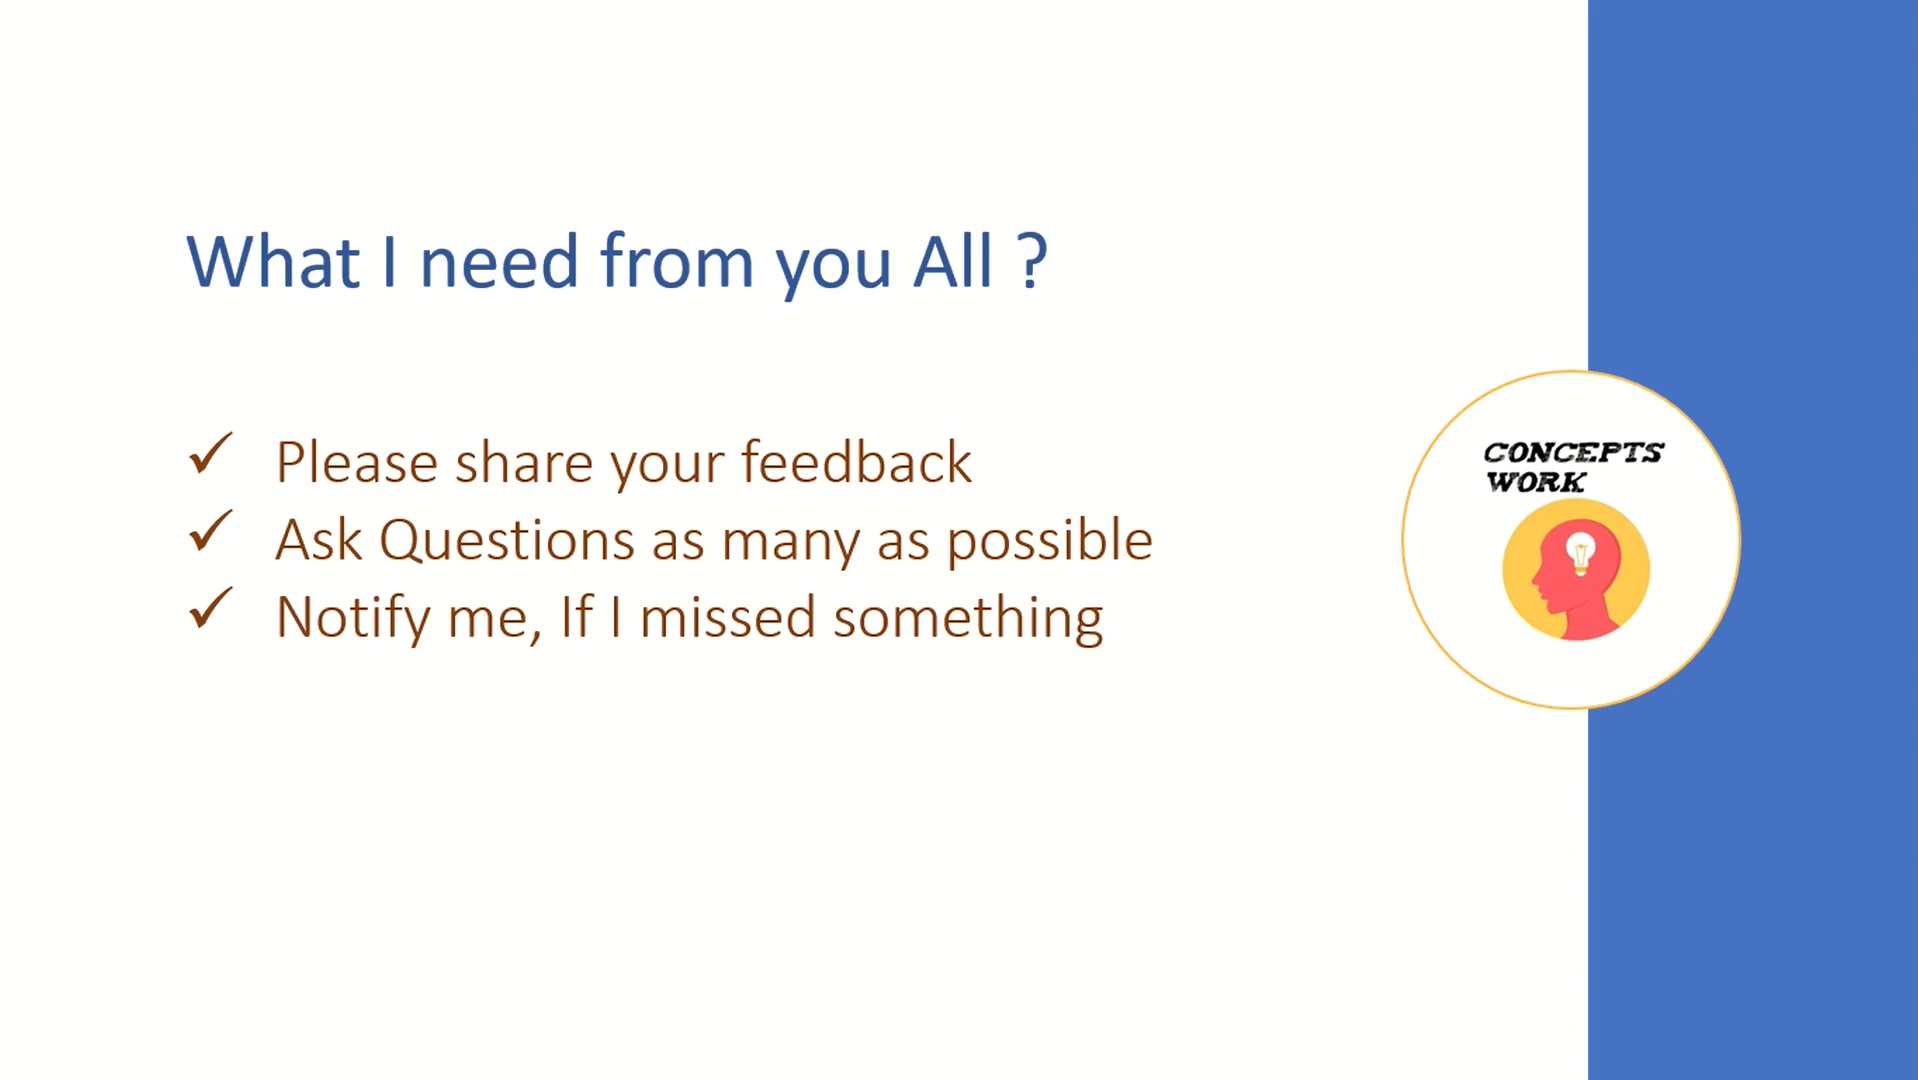 What I need from you All ?
✓ Please share your feedback
✓ Ask Questions as many as possible
✓ Notify me, If I missed something
CONCEPTS
WORK